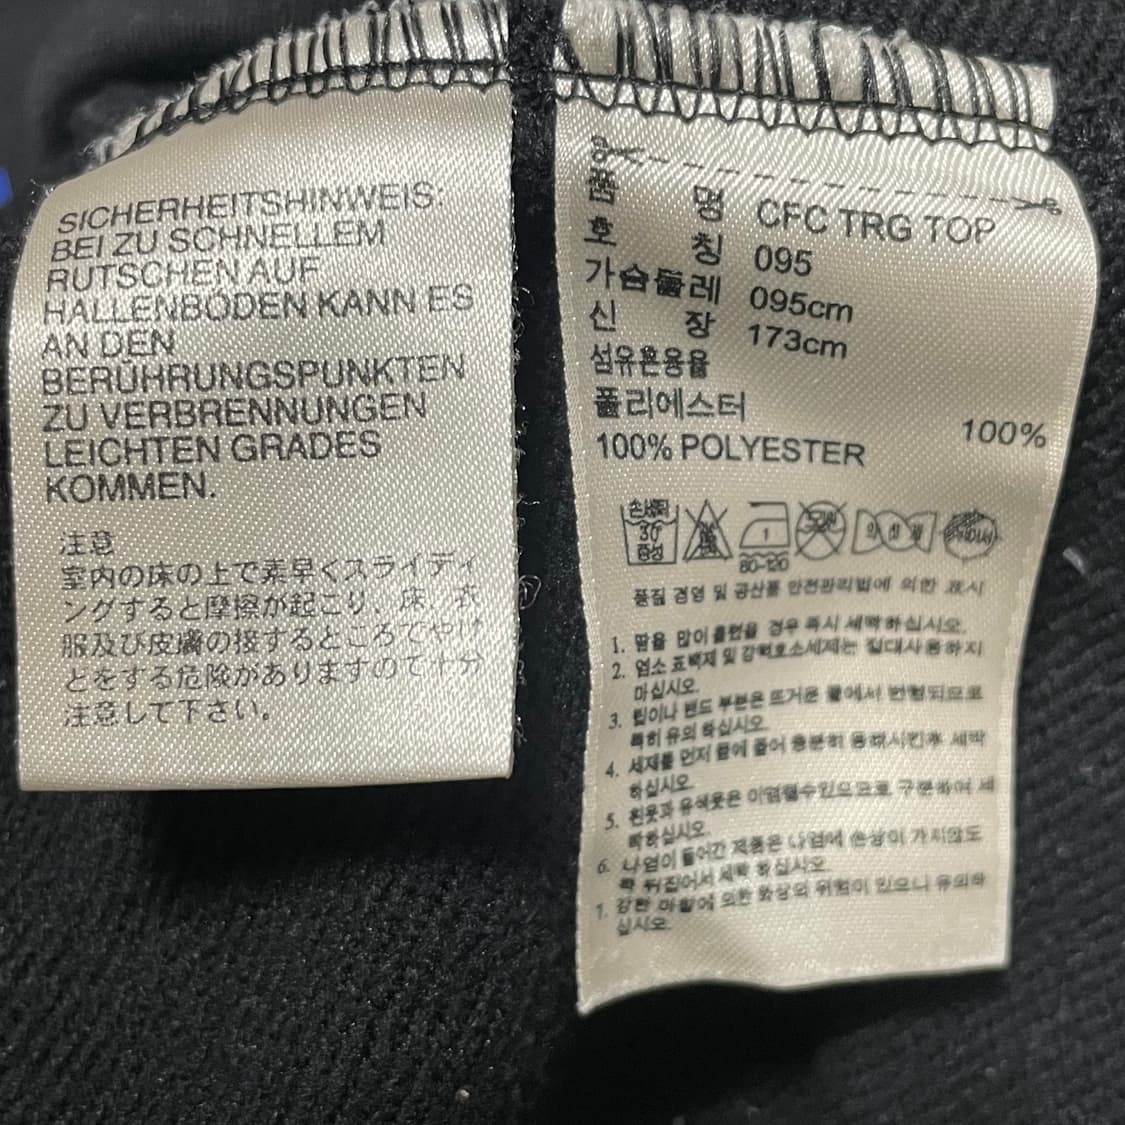 SICHERHEITSHINWEIS:
BEI ZU SCHNELLEM
RUTSCHEN AUF
HALLENBÖDEN KANN ES
AN DEN
BERÜHRUNGSPUNKTEN
ZU VERBRENNUNGEN
LEICHTEN GRADES
KOMMEN.
注意
室内の床の上で素早くスライディ
ングすると摩擦が起こり、床、衣
服及び皮膚の接するところでやけ
どをする危険がありますので十分
注意して下さい。
품 명 CFC TRG TOP
호 칭 095
가슴둘레 095cm
신 장 173cm
섬유혼용율
폴리에스터 100%
100% POLYESTER
손세탁 30° 중성 1 80-120 약하게
품질 경영 및 공산품 안전관리법에 의한 표시
1. 땀을 많이 흘렸을 경우 즉시 세탁하십시오.
2. 염소 표백제 및 강력효소세제는 절대사용하지
마십시오.
3. 립이나 밴드 부분은 뜨거운 물에서 변형되므로
특히 유의 하십시오.
4. 세제를 먼저 물에 풀어 충분히 용해시킨후 세탁
하십시오.
5. 흰옷과 유색옷은 이염될수있으므로 구분하여 세
탁하십시오.
6. 나염이 들어간 제품은 나염에 손상이 가지않도
록 뒤집어서 세탁 하십시오.
7. 강한 마찰에 의한 화상의 위험이 있으니 유의하
십시오.